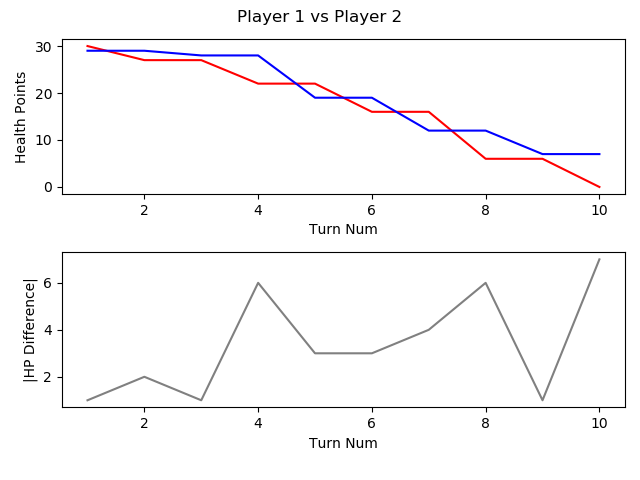 Player 1 vs Player 2
30
20
10
0
Health Points
2 4 6 8 10
Turn Num
6
4
2
|HP Difference|
2 4 6 8 10
Turn Num